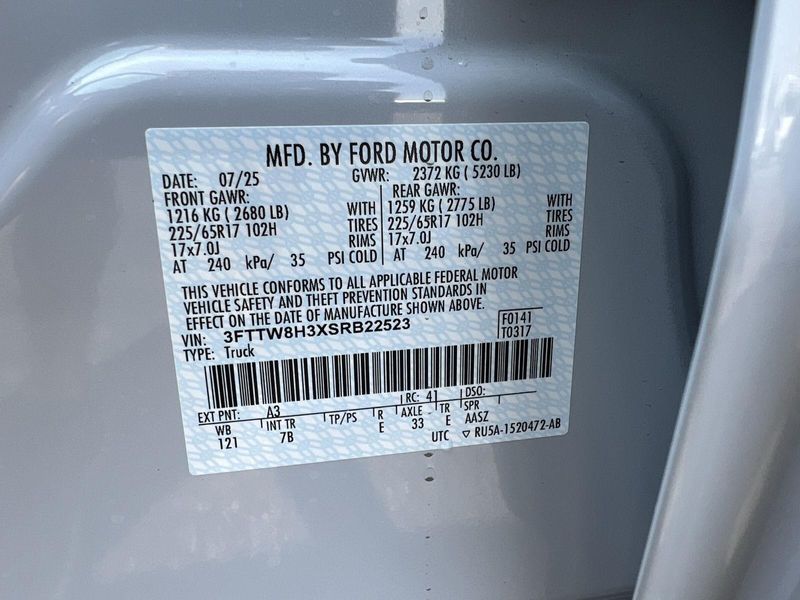 MFD. BY FORD MOTOR CO.
DATE: 07/25 GVWR: 2372 KG ( 5230 LB)
FRONT GAWR: REAR GAWR:
1216 KG ( 2680 LB) WITH 1259 KG ( 2775 LB) WITH
225/65R17 102H TIRES 225/65R17 102H TIRES
17x7.0J RIMS 17x7.0J RIMS
AT 240 kPa/ 35 PSI COLD AT 240 kPa/ 35 PSI COLD
THIS VEHICLE CONFORMS TO ALL APPLICABLE FEDERAL MOTOR
VEHICLE SAFETY AND THEFT PREVENTION STANDARDS IN
EFFECT ON THE DATE OF MANUFACTURE SHOWN ABOVE.
VIN: 3FTTW8H3XSRB22523 F0141
TYPE: Truck T0317
EXT PNT: A3 RC: 41 DSO:
WB INT TR TP/PS R AXLE TR SPR
121 7B E 33 E AASZ
UTC ▽ RU5A-1520472-AB